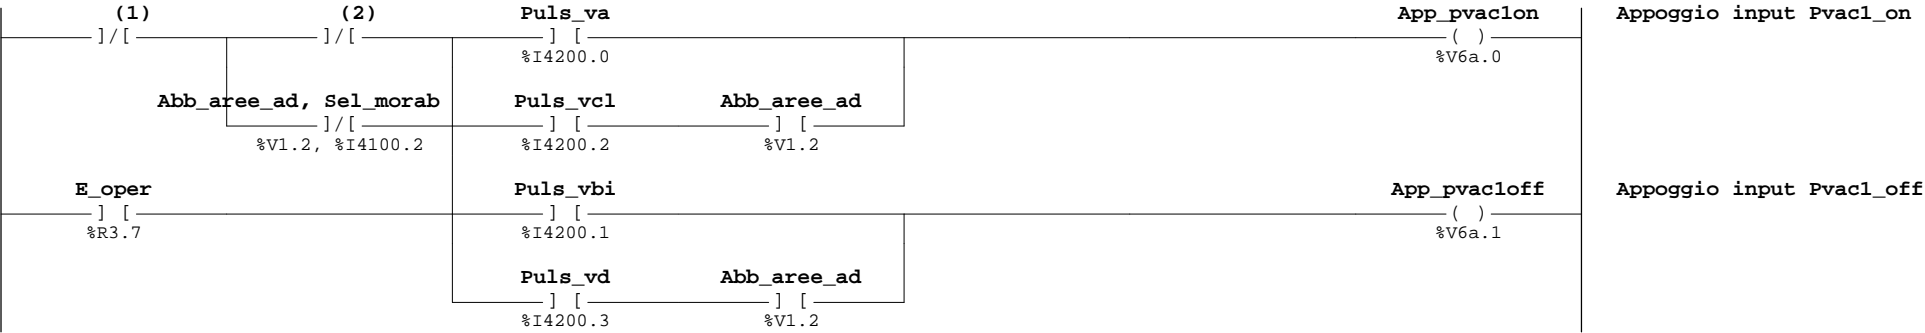 (1) (2) Puls_va App_pvac1on Appoggio input Pvac1_on
]/[ ]/[ ] [ ( )
%I4200.0 %V6a.0
Abb_aree_ad, Sel_morab Puls_vcl Abb_aree_ad
]/[ ] [ ] [
%V1.2, %I4100.2 %I4200.2 %V1.2
E_oper Puls_vbi App_pvac1off Appoggio input Pvac1_off
] [ ] [ ( )
%R3.7 %I4200.1 %V6a.1
Puls_vd Abb_aree_ad
] [ ] [
%I4200.3 %V1.2